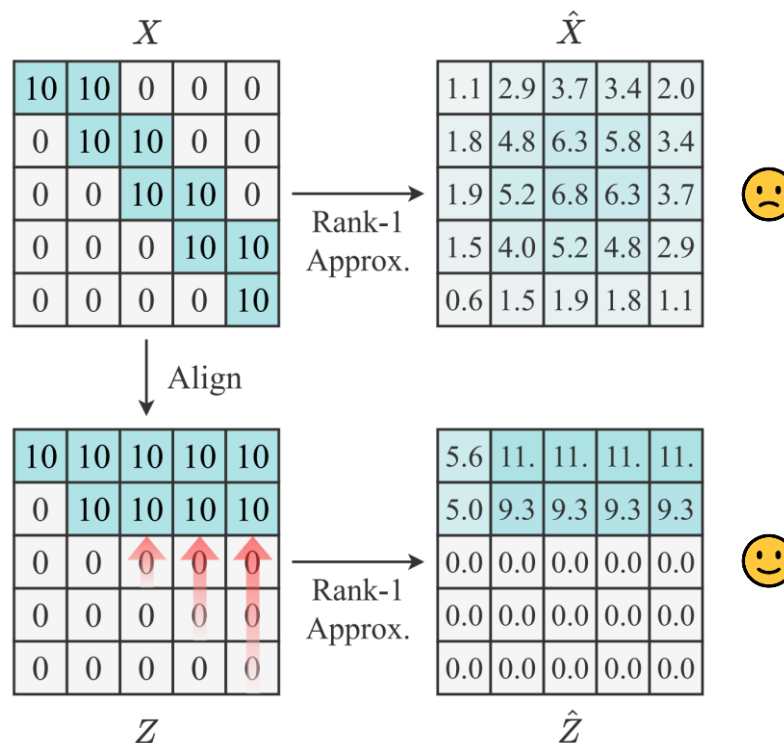 X X̂
10 10 0 0 0 1.1 2.9 3.7 3.4 2.0
0 10 10 0 0 1.8 4.8 6.3 5.8 3.4
0 0 10 10 0 1.9 5.2 6.8 6.3 3.7
Rank-1
Approx.
0 0 0 10 10 1.5 4.0 5.2 4.8 2.9
0 0 0 0 10 0.6 1.5 1.9 1.8 1.1
Align
10 10 10 10 10 5.6 11. 11. 11. 11.
0 10 10 10 10 5.0 9.3 9.3 9.3 9.3
0 0 0 0 0 0.0 0.0 0.0 0.0 0.0
Rank-1
Approx.
0 0 0 0 0 0.0 0.0 0.0 0.0 0.0
0 0 0 0 0 0.0 0.0 0.0 0.0 0.0
Z Ẑ